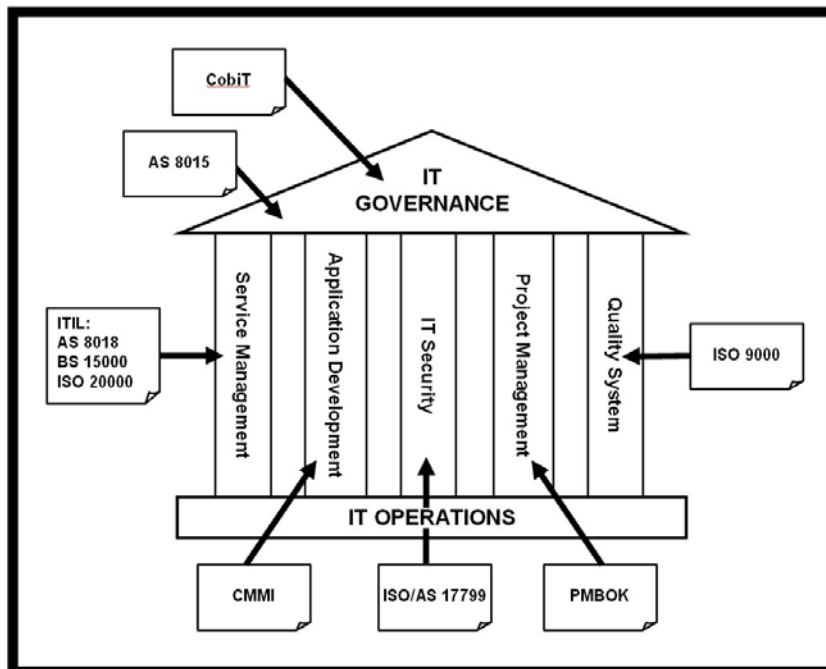 CobiT
AS 8015
IT
GOVERNANCE
Service Management
Application Development
IT Security
Project Management
Quality System
ITIL:
AS 8018
BS 15000
ISO 20000
ISO 9000
IT OPERATIONS
CMMI
ISO/AS 17799
PMBOK